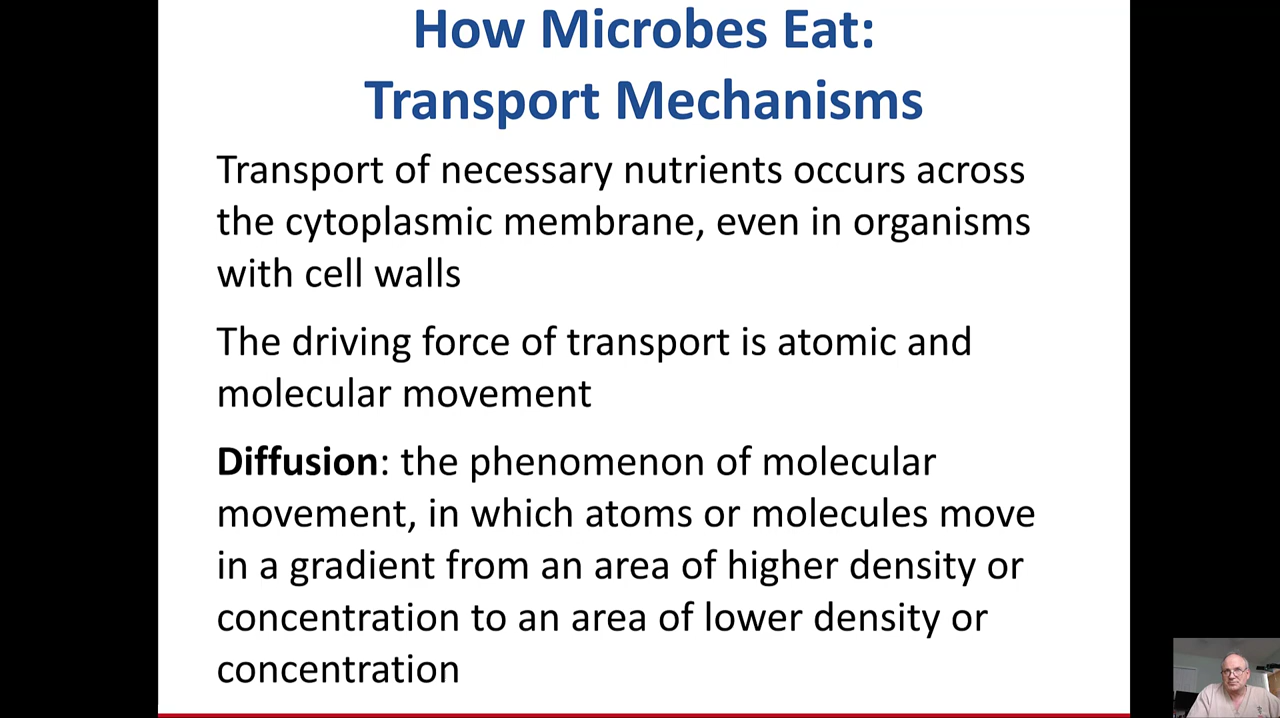 How Microbes Eat:
Transport Mechanisms
Transport of necessary nutrients occurs across
the cytoplasmic membrane, even in organisms
with cell walls
The driving force of transport is atomic and
molecular movement
Diffusion: the phenomenon of molecular
movement, in which atoms or molecules move
in a gradient from an area of higher density or
concentration to an area of lower density or
concentration